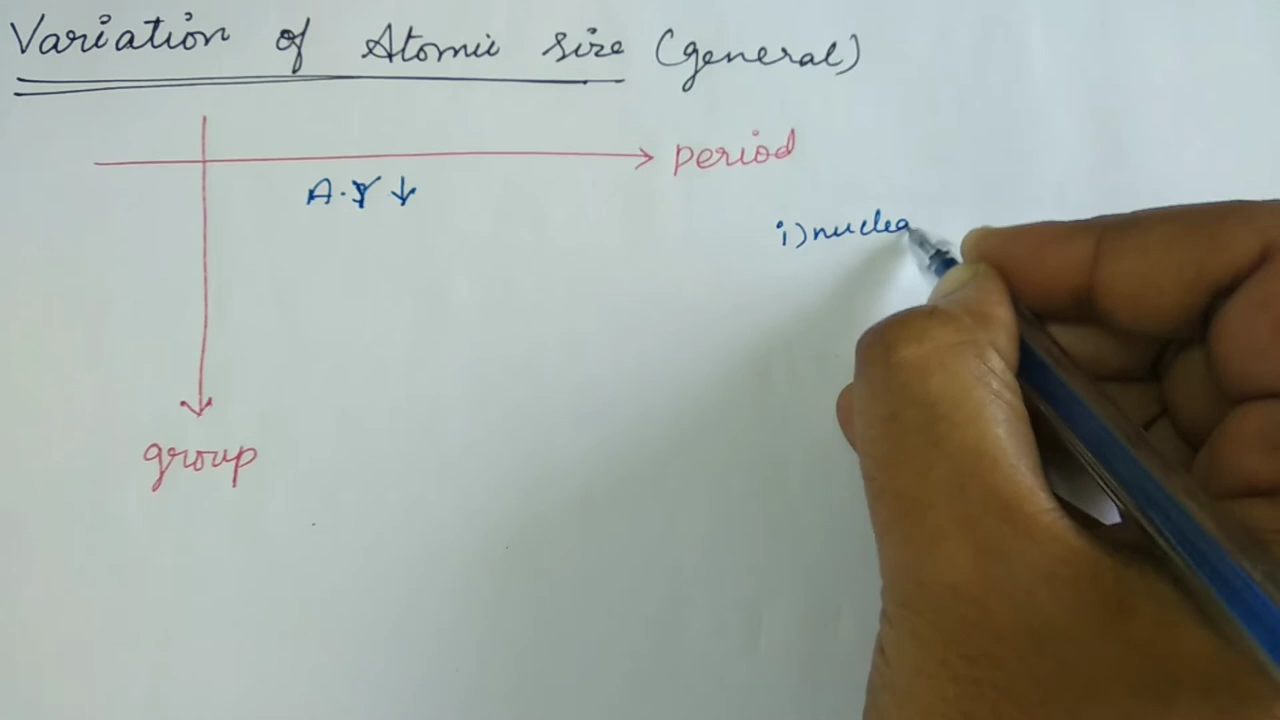 Variation of Atomic size (general)
period
A.r ↓
i) nuclea
group